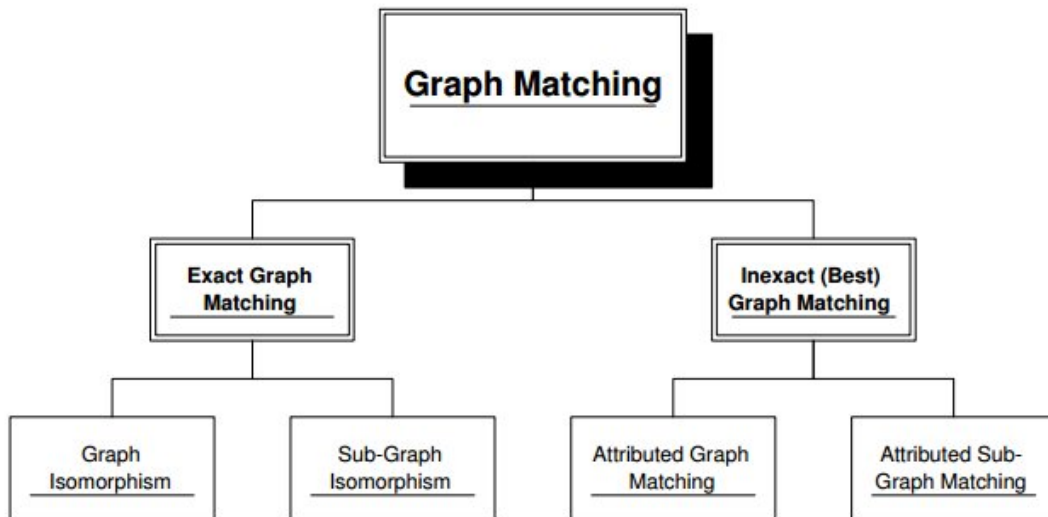 Graph Matching
Exact Graph
Matching
Inexact (Best)
Graph Matching
Graph
Isomorphism
Sub-Graph
Isomorphism
Attributed Graph
Matching
Attributed Sub-
Graph Matching